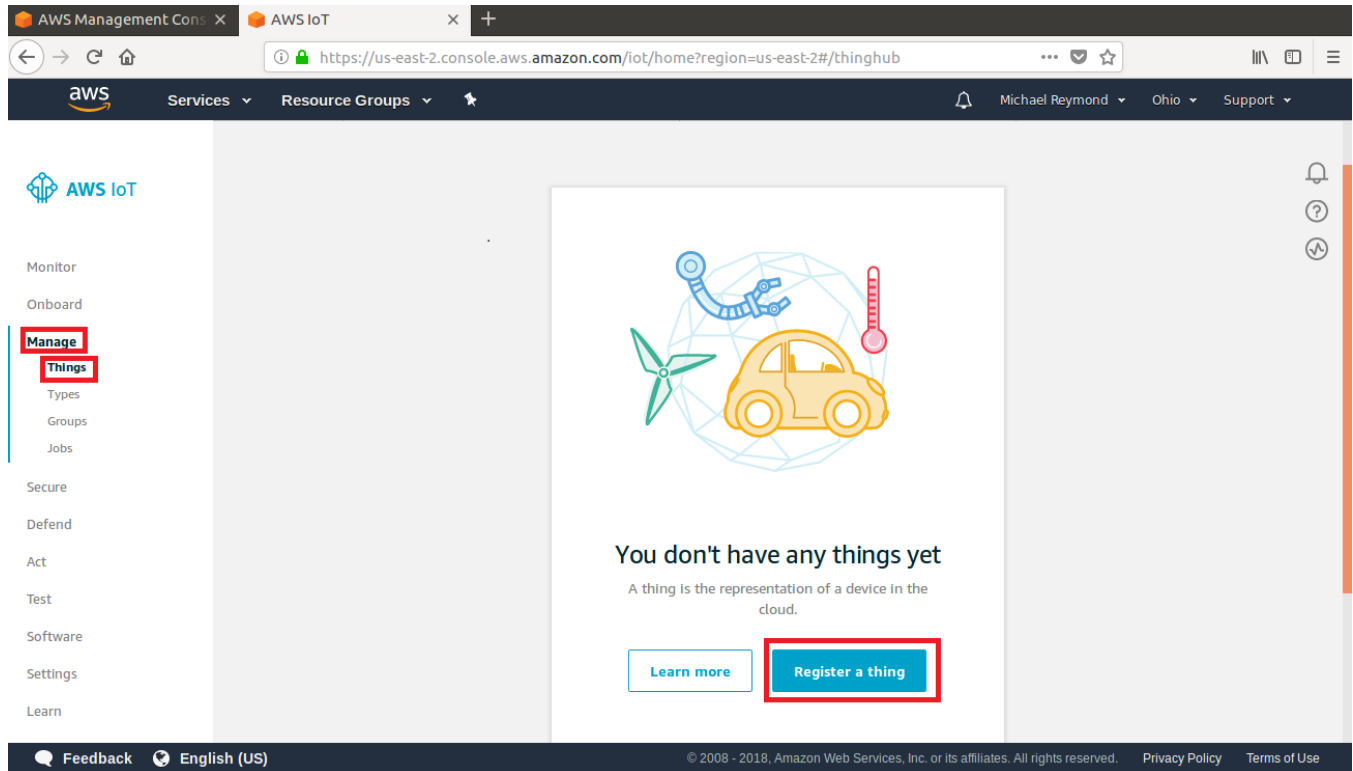 AWS Management Cons
AWS IoT
https://us-east-2.console.aws.amazon.com/iot/home?region=us-east-2#/thinghub
aws Services Resource Groups Michael Reymond Ohio Support
AWS IoT
Monitor
Onboard
Manage
Things
Types
Groups
Jobs
Secure
Defend
Act
Test
Software
Settings
Learn
You don't have any things yet
A thing is the representation of a device in the
cloud.
Learn more Register a thing
Feedback English (US) © 2008 - 2018, Amazon Web Services, Inc. or its affiliates. All rights reserved. Privacy Policy Terms of Use